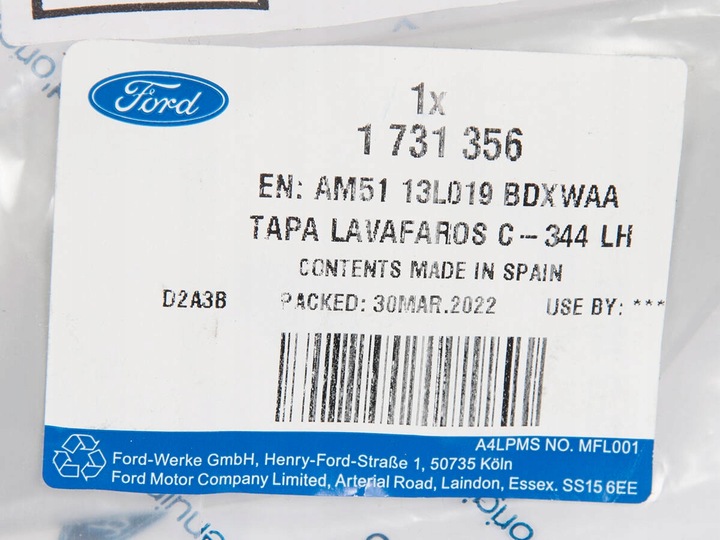 Ford
1x
1 731 356
EN: AM51 13L019 BDXWAA
TAPA LAVAFAROS C-344 LH
CONTENTS MADE IN SPAIN
D2A3B PACKED: 30MAR.2022 USE BY: ***
A4LPMS NO. MFL001
Ford-Werke GmbH, Henry-Ford-Straße 1, 50735 Köln
Ford Motor Company Limited, Arterial Road, Laindon, Essex. SS15 6EE